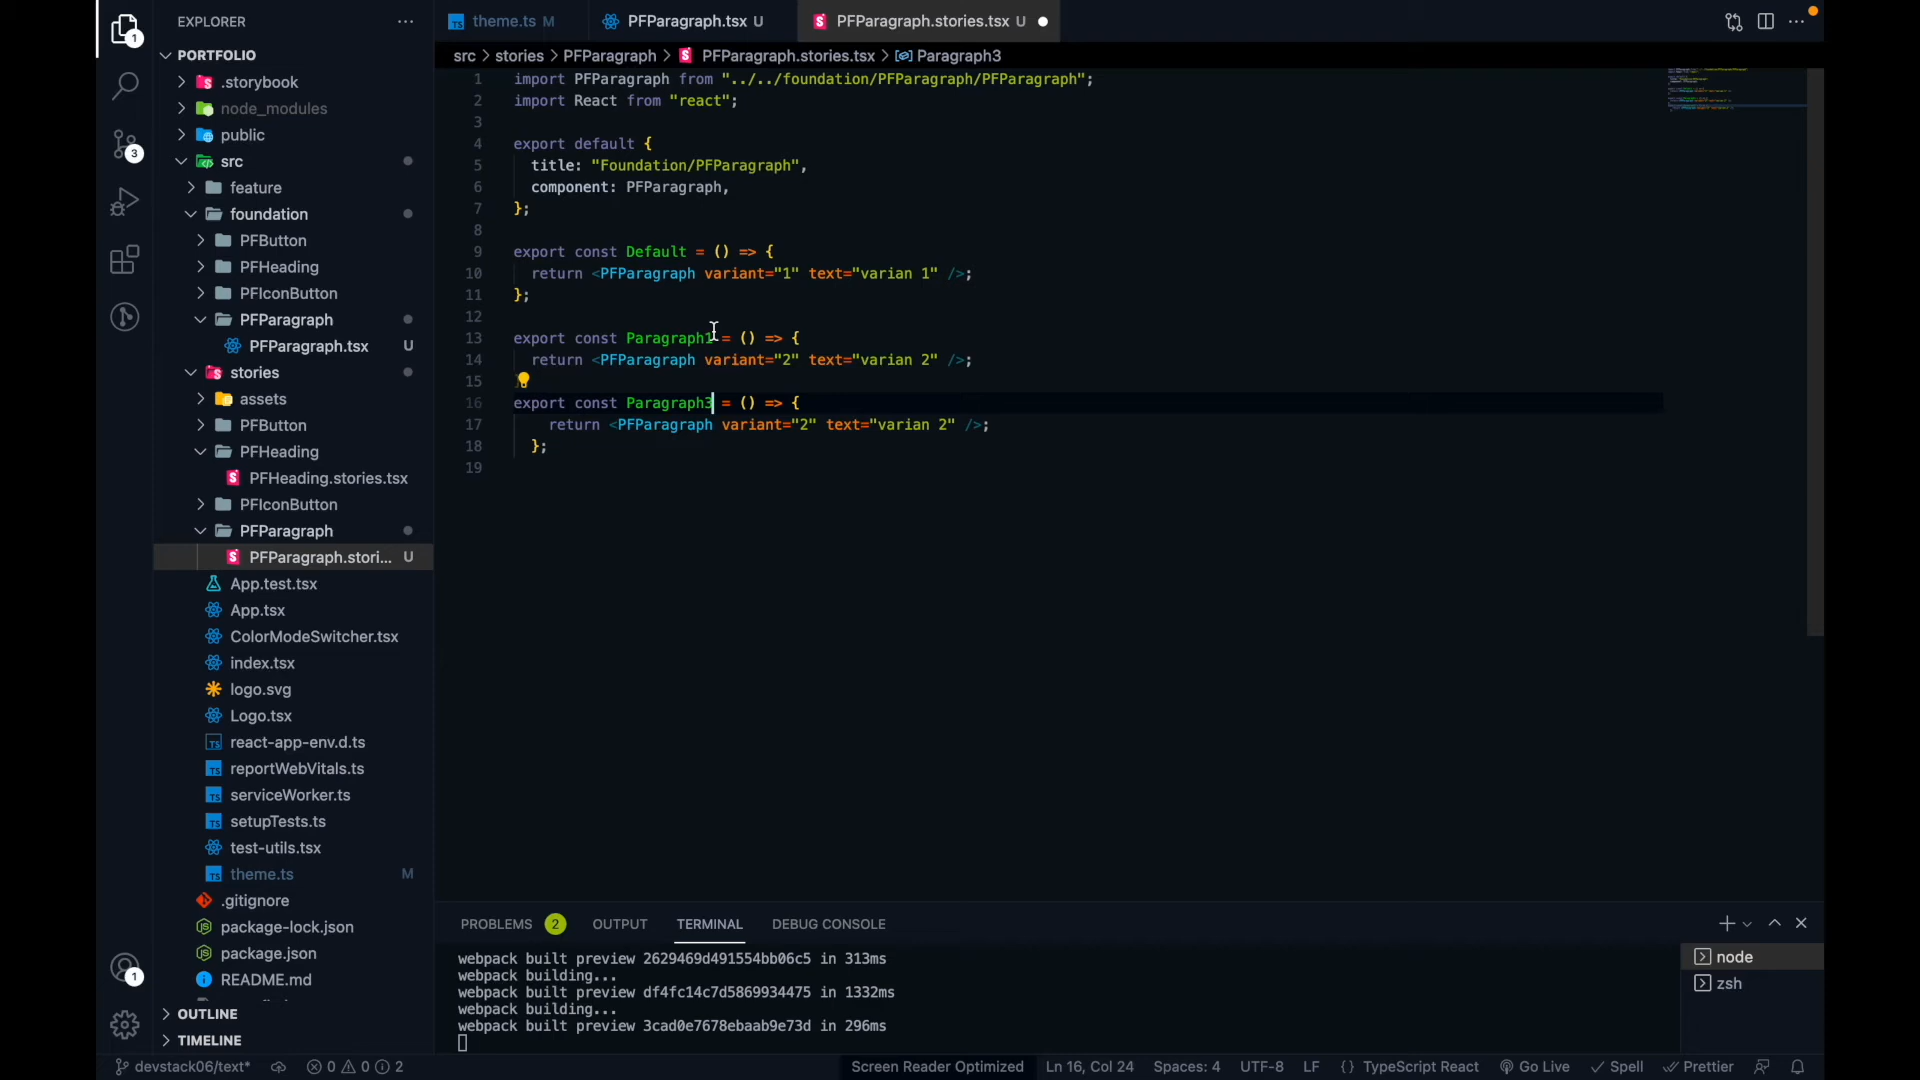 EXPLORER
PORTFOLIO
.storybook
node_modules
public
src
feature
foundation
PFButton
PFHeading
PFIconButton
PFParagraph
PFParagraph.tsx U
stories
assets
PFButton
PFHeading
PFHeading.stories.tsx
PFIconButton
PFParagraph
PFParagraph.stori... U
App.test.tsx
App.tsx
ColorModeSwitcher.tsx
index.tsx
logo.svg
Logo.tsx
react-app-env.d.ts
reportWebVitals.ts
serviceWorker.ts
setupTests.ts
test-utils.tsx
theme.ts M
.gitignore
package-lock.json
package.json
README.md
OUTLINE
TIMELINE
1
3
1
theme.ts M
PFParagraph.tsx U
PFParagraph.stories.tsx U
src > stories > PFParagraph > PFParagraph.stories.tsx > Paragraph3
1 import PFParagraph from "../../foundation/PFParagraph/PFParagraph";
2 import React from "react";
3
4 export default {
5 title: "Foundation/PFParagraph",
6 component: PFParagraph,
7 };
8
9 export const Default = () => {
10 return <PFParagraph variant="1" text="varian 1" />;
11 };
12
13 export const Paragraph1 = () => {
14 return <PFParagraph variant="2" text="varian 2" />;
15
16 export const Paragraph3 = () => {
17 return <PFParagraph variant="2" text="varian 2" />;
18 };
19
PROBLEMS 2 OUTPUT TERMINAL DEBUG CONSOLE
webpack built preview 2629469d491554bb06c5 in 313ms
webpack building...
webpack built preview df4fc14c7d5869934475 in 1332ms
webpack building...
webpack built preview 3cad0e7678ebaab9e73d in 296ms
node
zsh
devstack06/text* 0 0 2 Screen Reader Optimized Ln 16, Col 24 Spaces: 4 UTF-8 LF {} TypeScript React Go Live Spell Prettier